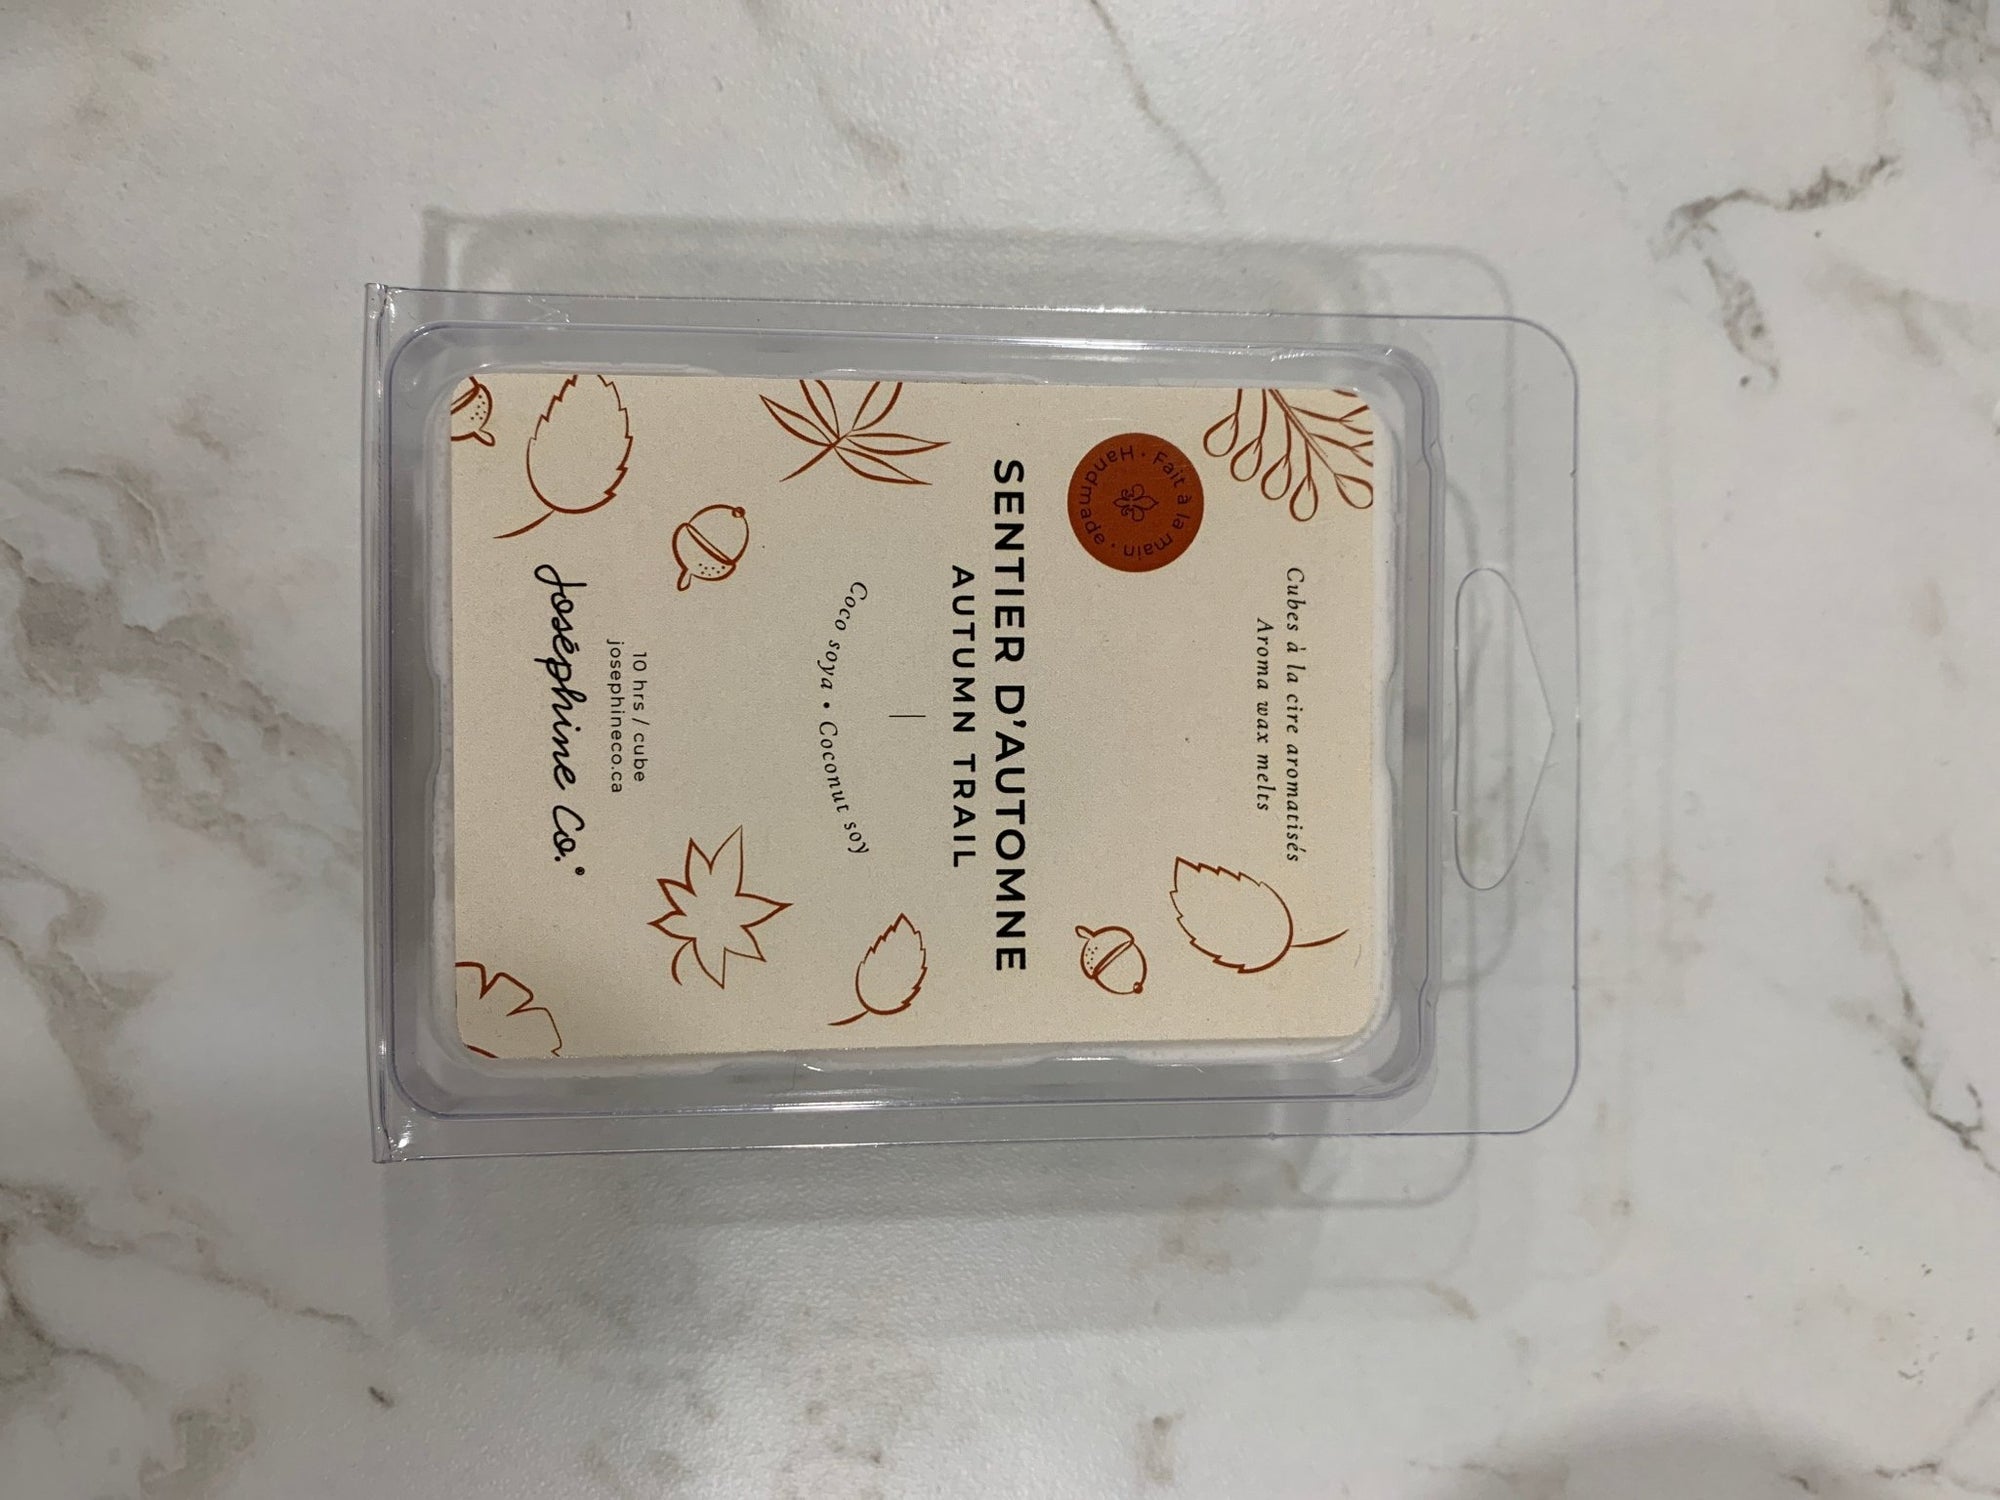 Cubes à la cire aromatisés
Aroma wax melts
Fait à la main · Handmade ·
SENTIER D'AUTOMNE
AUTUMN TRAIL
Coco soya • Coconut soy
10 hrs / cube
josephineco.ca
Joséphine Co.®